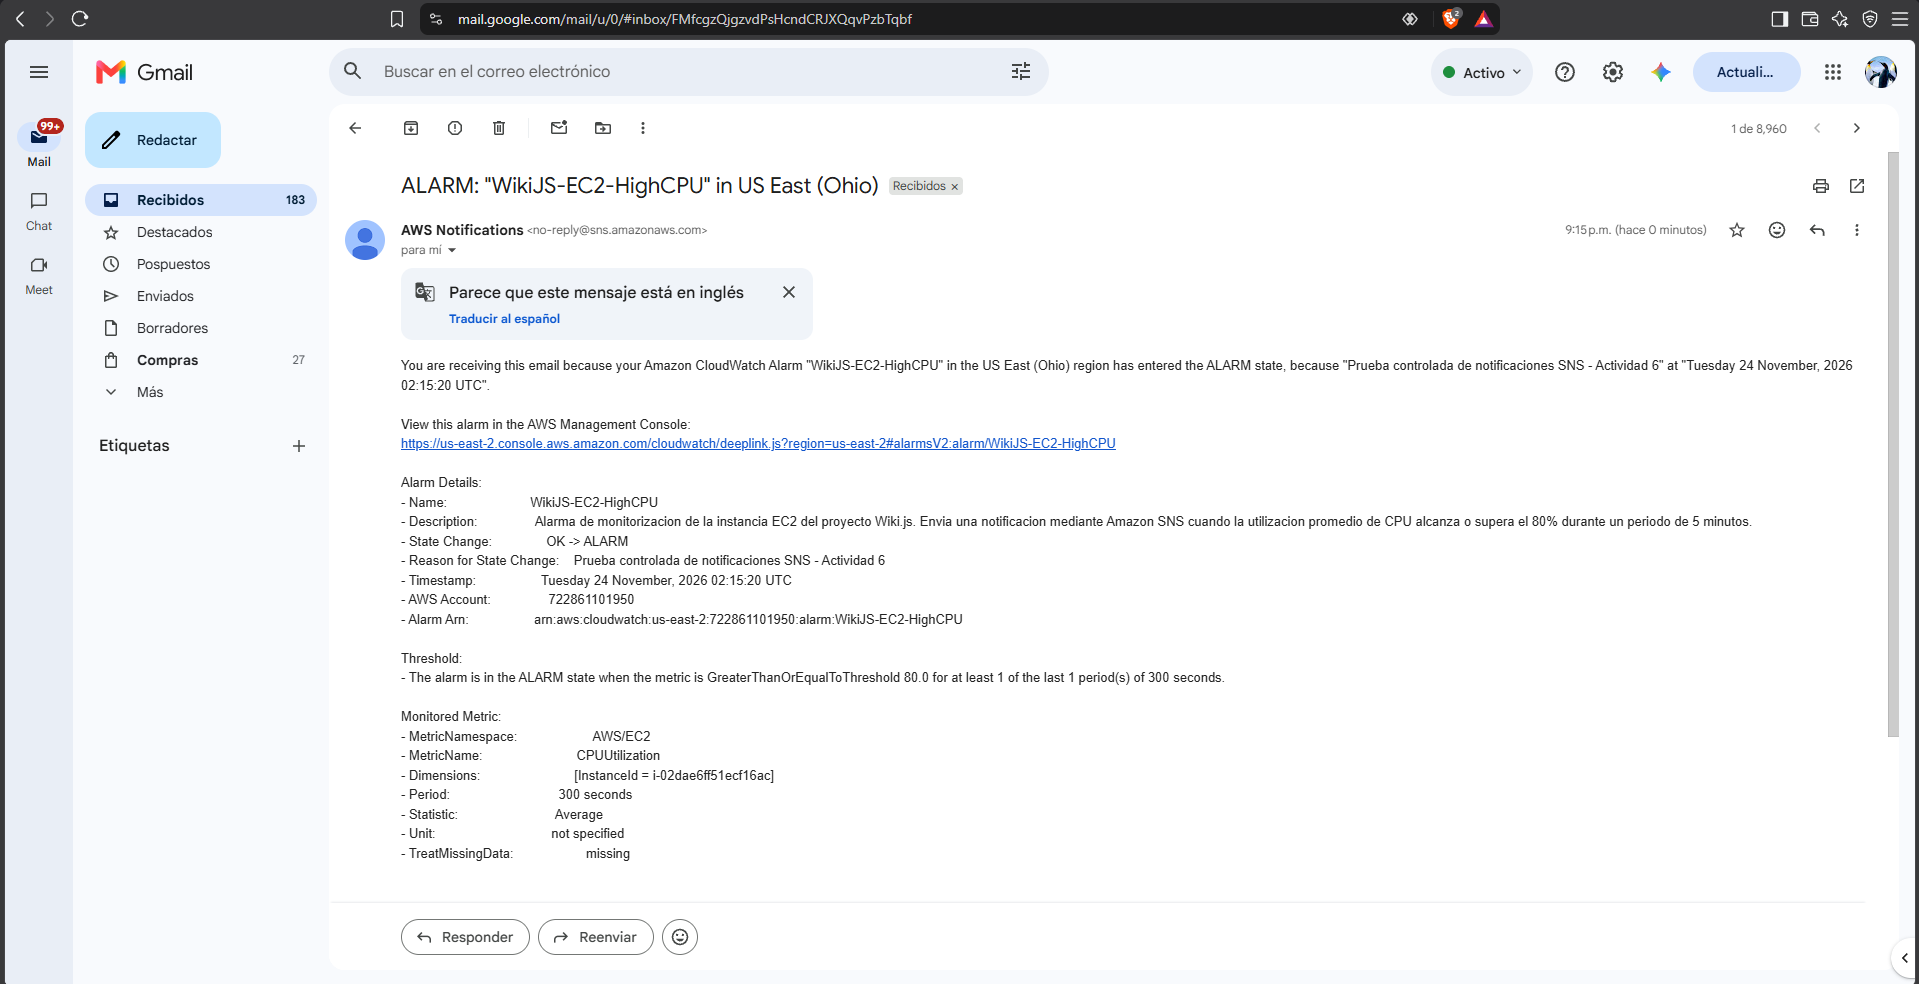 mail.google.com/mail/u/0/#inbox/FMfcgzQjgzvdPsHcndCRJXQqvPzbTqbf
2
Gmail
Buscar en el correo electrónico
Activo
Actuali...
99+
Mail
Chat
Meet
Redactar
Recibidos 183
Destacados
Pospuestos
Enviados
Borradores
Compras 27
Más
Etiquetas
1 de 8,960
ALARM: "WikiJS-EC2-HighCPU" in US East (Ohio) Recibidos ×
AWS Notifications <no-reply@sns.amazonaws.com> 9:15 p.m. (hace 0 minutos)
para mí
Parece que este mensaje está en inglés
Traducir al español
You are receiving this email because your Amazon CloudWatch Alarm "WikiJS-EC2-HighCPU" in the US East (Ohio) region has entered the ALARM state, because "Prueba controlada de notificaciones SNS - Actividad 6" at "Tuesday 24 November, 2026
02:15:20 UTC".
View this alarm in the AWS Management Console:
https://us-east-2.console.aws.amazon.com/cloudwatch/deeplink.js?region=us-east-2#alarmsV2:alarm/WikiJS-EC2-HighCPU
Alarm Details:
- Name: WikiJS-EC2-HighCPU
- Description: Alarma de monitorizacion de la instancia EC2 del proyecto Wiki.js. Envia una notificacion mediante Amazon SNS cuando la utilizacion promedio de CPU alcanza o supera el 80% durante un periodo de 5 minutos.
- State Change: OK -> ALARM
- Reason for State Change: Prueba controlada de notificaciones SNS - Actividad 6
- Timestamp: Tuesday 24 November, 2026 02:15:20 UTC
- AWS Account: 722861101950
- Alarm Arn: arn:aws:cloudwatch:us-east-2:722861101950:alarm:WikiJS-EC2-HighCPU
Threshold:
- The alarm is in the ALARM state when the metric is GreaterThanOrEqualToThreshold 80.0 for at least 1 of the last 1 period(s) of 300 seconds.
Monitored Metric:
- MetricNamespace: AWS/EC2
- MetricName: CPUUtilization
- Dimensions: [InstanceId = i-02dae6ff51ecf16ac]
- Period: 300 seconds
- Statistic: Average
- Unit: not specified
- TreatMissingData: missing
Responder
Reenviar